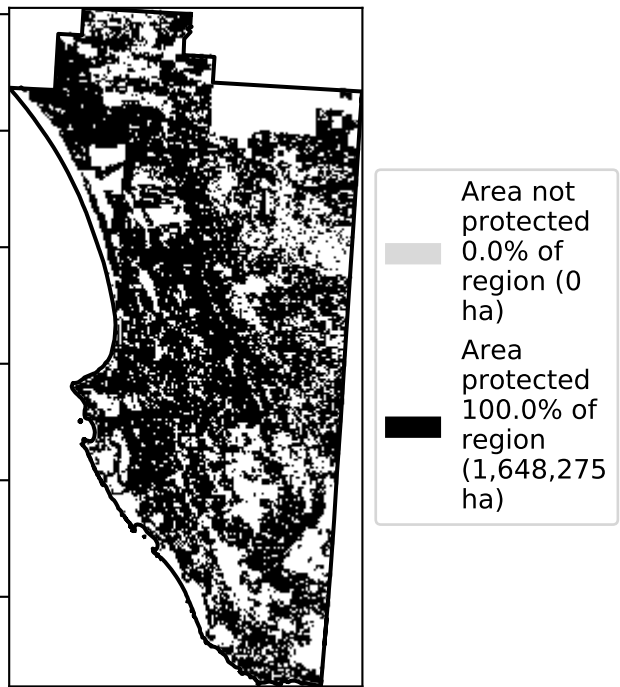 Area not
protected
0.0% of
region (0
ha)
Area
protected
100.0% of
region
(1,648,275
ha)